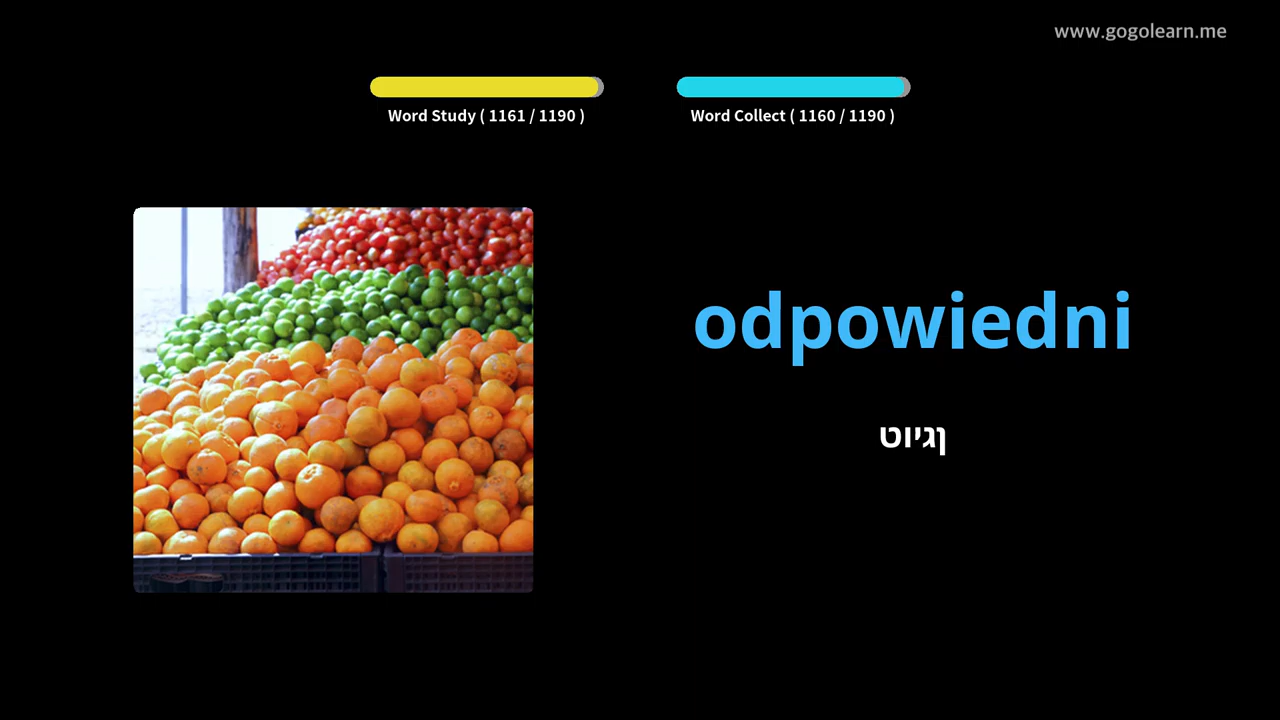 www.gogolearn.me
Word Study ( 1161 / 1190 )
Word Collect ( 1160 / 1190 )
odpowiedni
טויגן